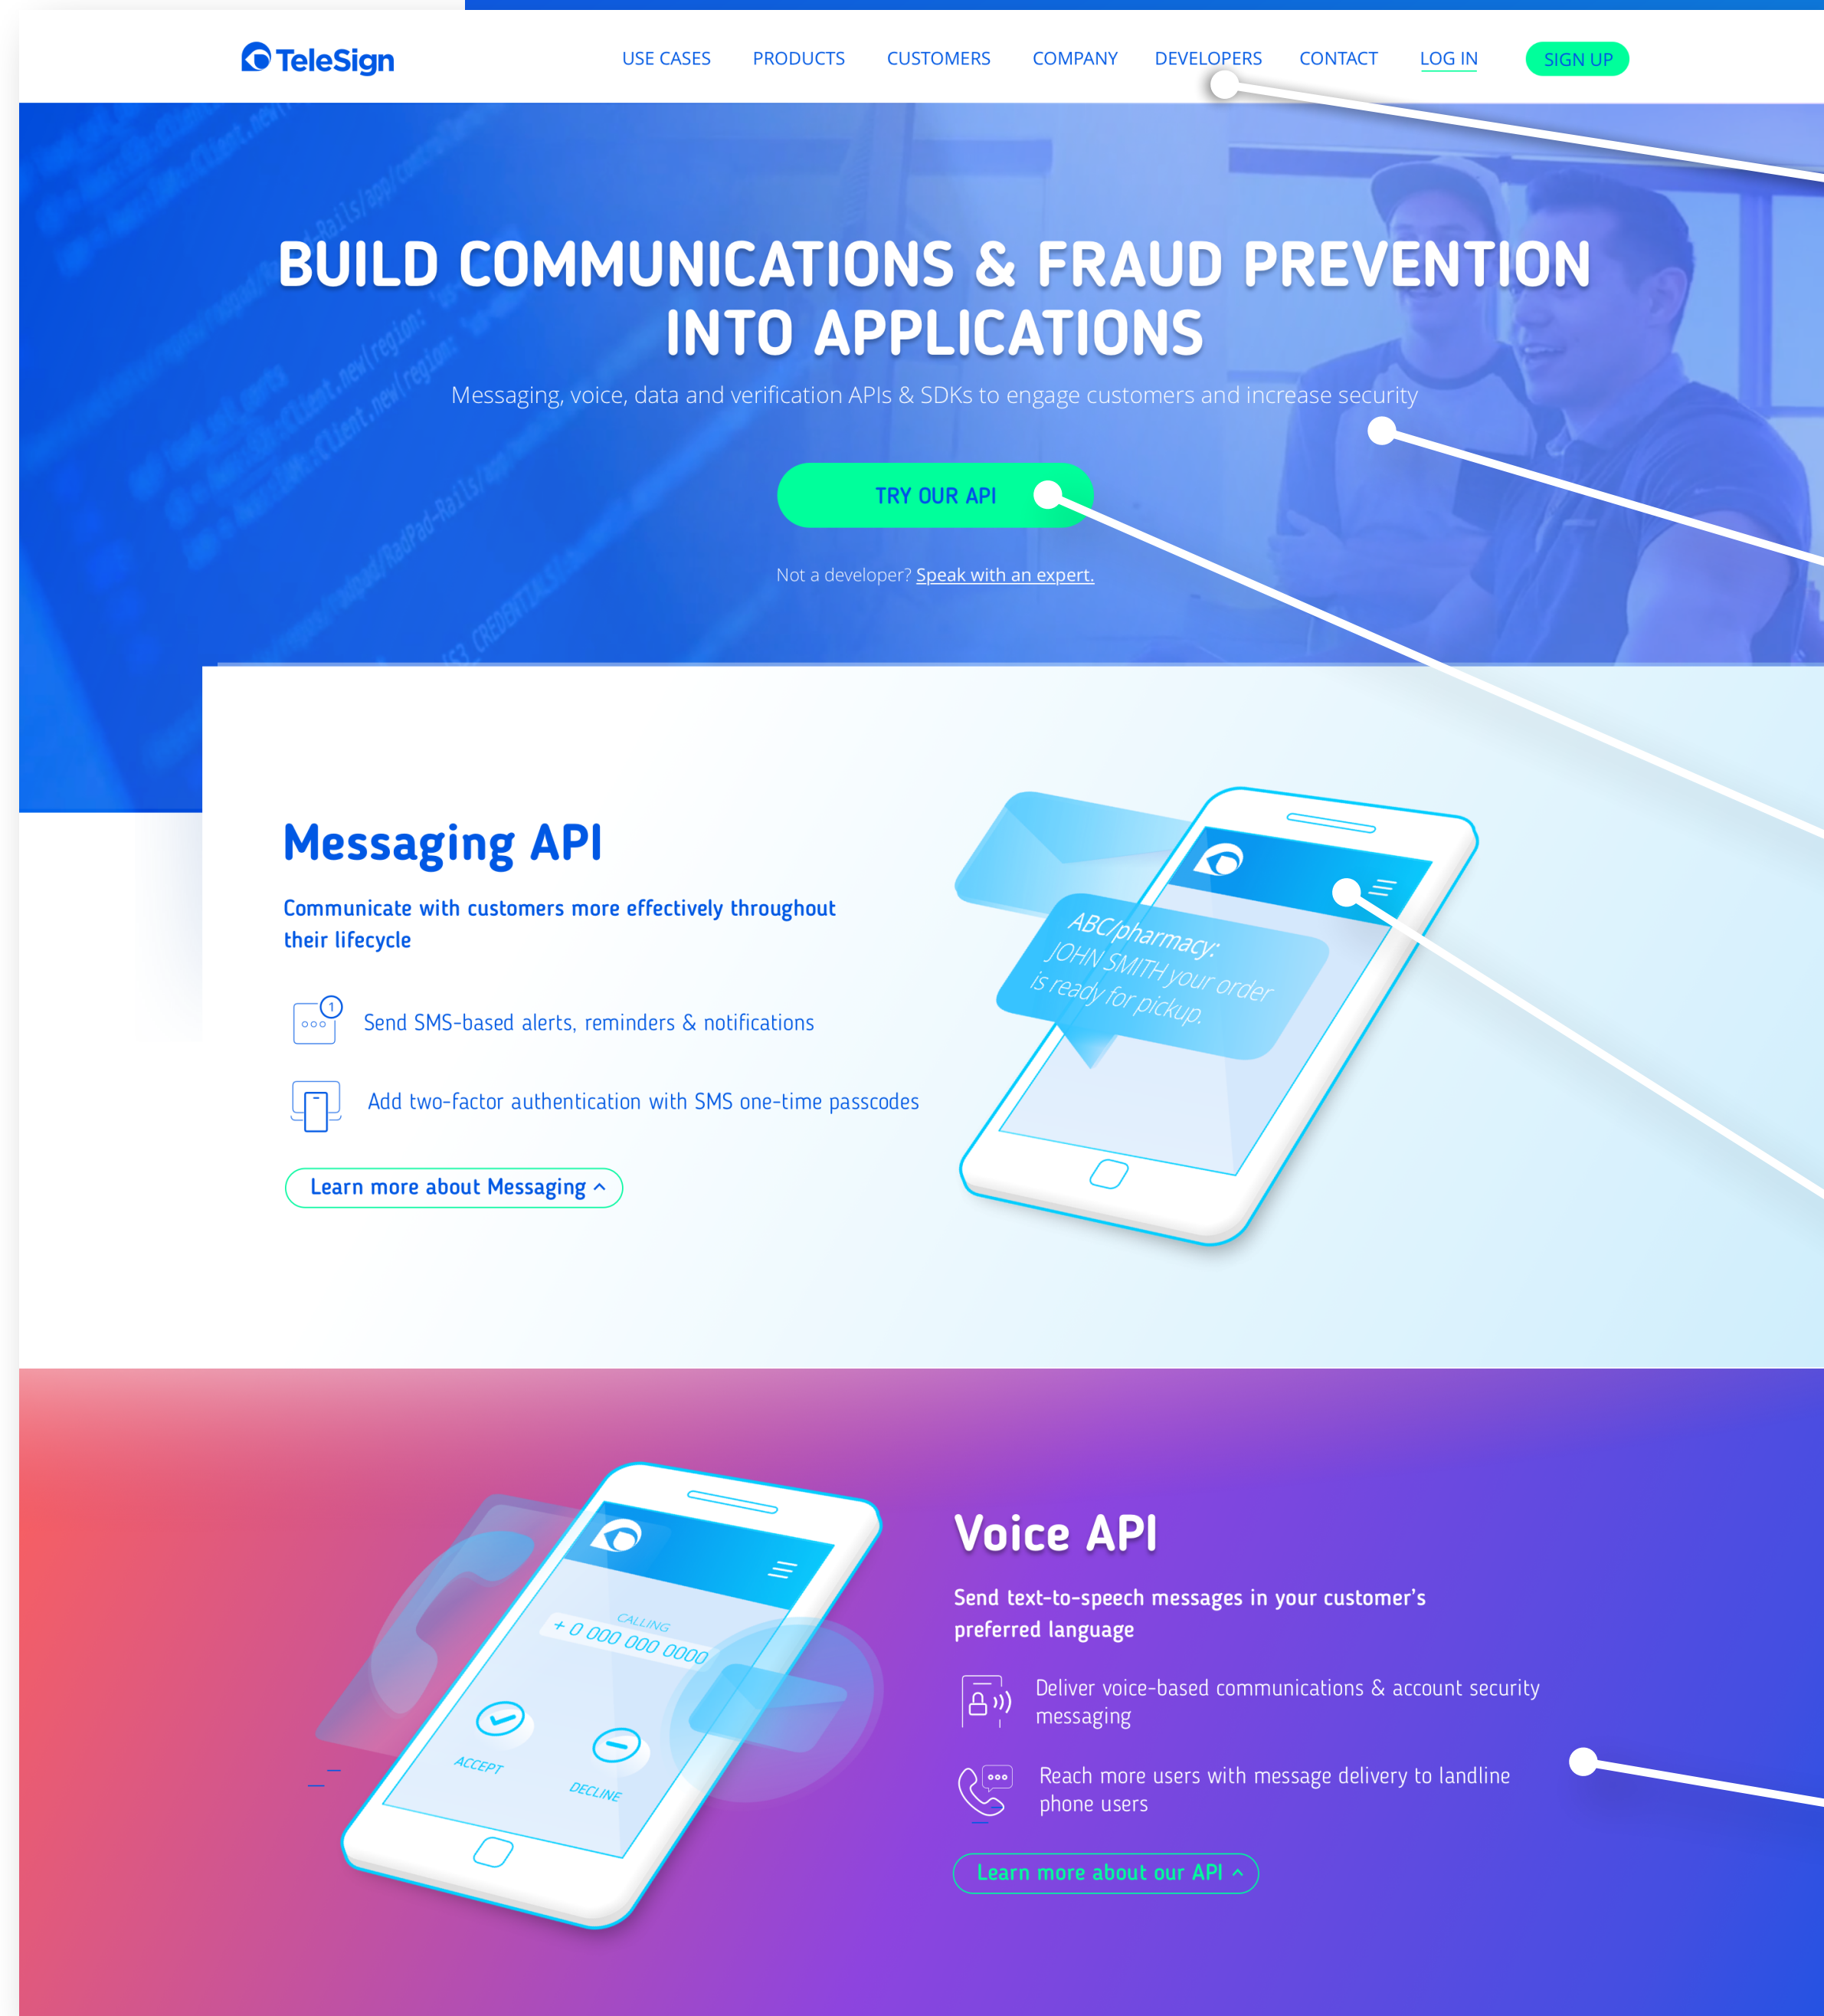 TeleSign
USE CASES PRODUCTS CUSTOMERS COMPANY DEVELOPERS CONTACT LOG IN SIGN UP
BUILD COMMUNICATIONS & FRAUD PREVENTION
INTO APPLICATIONS
Messaging, voice, data and verification APIs & SDKs to engage customers and increase security
TRY OUR API
Not a developer? Speak with an expert.
Messaging API
Communicate with customers more effectively throughout
their lifecycle
1
Send SMS-based alerts, reminders & notifications
Add two-factor authentication with SMS one-time passcodes
Learn more about Messaging
ABC/pharmacy:
JOHN SMITH your order
is ready for pickup.
CALLING
+ 0 000 000 0000
ACCEPT
DECLINE
Voice API
Send text-to-speech messages in your customer’s
preferred language
Deliver voice-based communications & account security
messaging
Reach more users with message delivery to landline
phone users
Learn more about our API